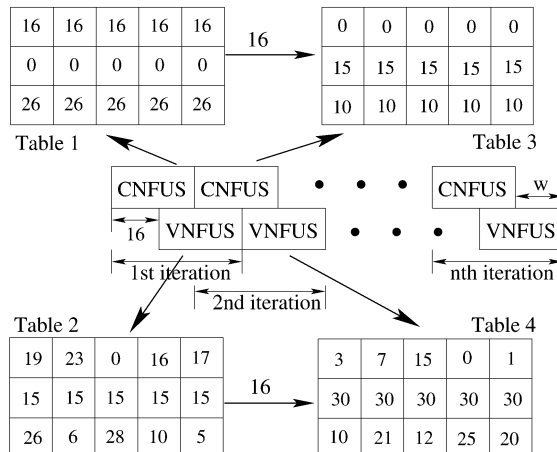 16 16 16 16 16
0 0 0 0 0
26 26 26 26 26
16
0 0 0 0 0
15 15 15 15 15
10 10 10 10 10
Table 1
Table 3
CNFUS CNFUS CNFUS w
16 VNFUS VNFUS VNFUS
1st iteration nth iteration
2nd iteration
Table 2
Table 4
19 23 0 16 17
15 15 15 15 15
26 6 28 10 5
16
3 7 15 0 1
30 30 30 30 30
10 21 12 25 20